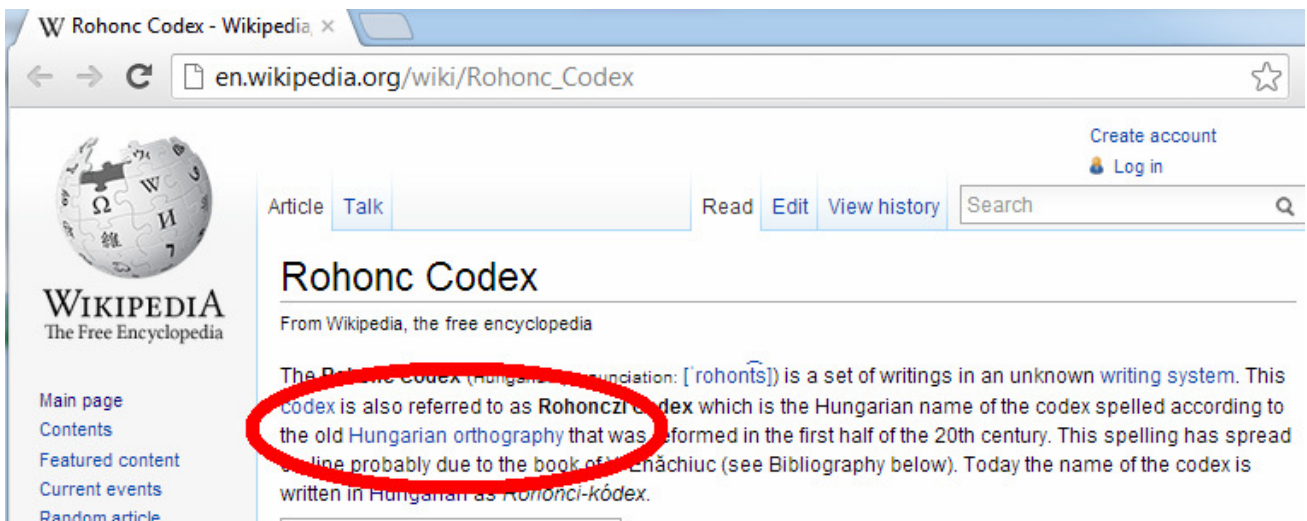 W Rohonc Codex - Wikipedia,
en.wikipedia.org/wiki/Rohonc_Codex
Create account
Log in
Article Talk Read Edit View history Search
WIKIPEDIA
The Free Encyclopedia
Rohonc Codex
From Wikipedia, the free encyclopedia
The Codex [ˈrohont͡s]) is a set of writings in an unknown writing system. This
codex is also referred to as Rohonczi Codex which is the Hungarian name of the codex spelled according to
the old Hungarian orthography that was reformed in the first half of the 20th century. This spelling has spread
probably due to the book of Enăchiuc (see Bibliography below). Today the name of the codex is
written in Hungarian as Rohonci-kódex.
Main page
Contents
Featured content
Current events
Random article